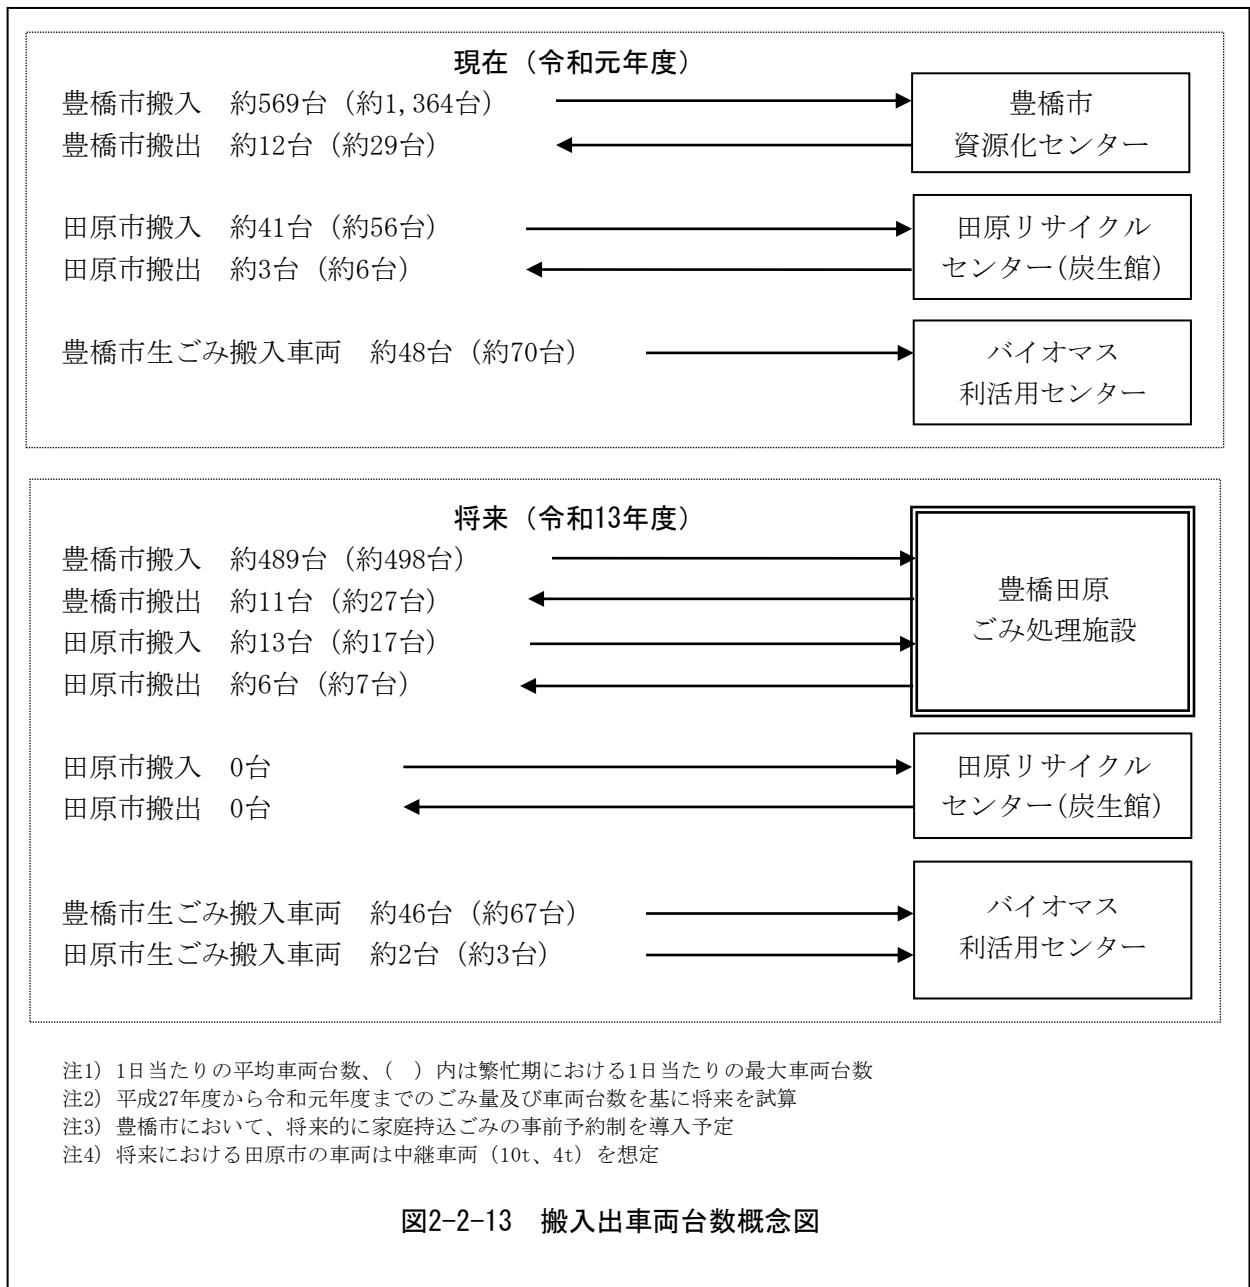 現在（令和元年度）
豊橋市搬入　約569台（約1,364台）
豊橋市搬出　約12台（約29台）
豊橋市
資源化センター
田原市搬入　約41台（約56台）
田原市搬出　約3台（約6台）
田原リサイクル
センター(炭生館)
豊橋市生ごみ搬入車両　約48台（約70台）
バイオマス
利活用センター
将来（令和13年度）
豊橋市搬入　約489台（約498台）
豊橋市搬出　約11台（約27台）
田原市搬入　約13台（約17台）
田原市搬出　約6台（約7台）
豊橋田原
ごみ処理施設
田原市搬入　0台
田原市搬出　0台
田原リサイクル
センター(炭生館)
豊橋市生ごみ搬入車両　約46台（約67台）
田原市生ごみ搬入車両　約2台（約3台）
バイオマス
利活用センター
注1）1日当たりの平均車両台数、（　）内は繁忙期における1日当たりの最大車両台数
注2）平成27年度から令和元年度までのごみ量及び車両台数を基に将来を試算
注3）豊橋市において、将来的に家庭持込ごみの事前予約制を導入予定
注4）将来における田原市の車両は中継車両（10t、4t）を想定
図2-2-13　搬入出車両台数概念図